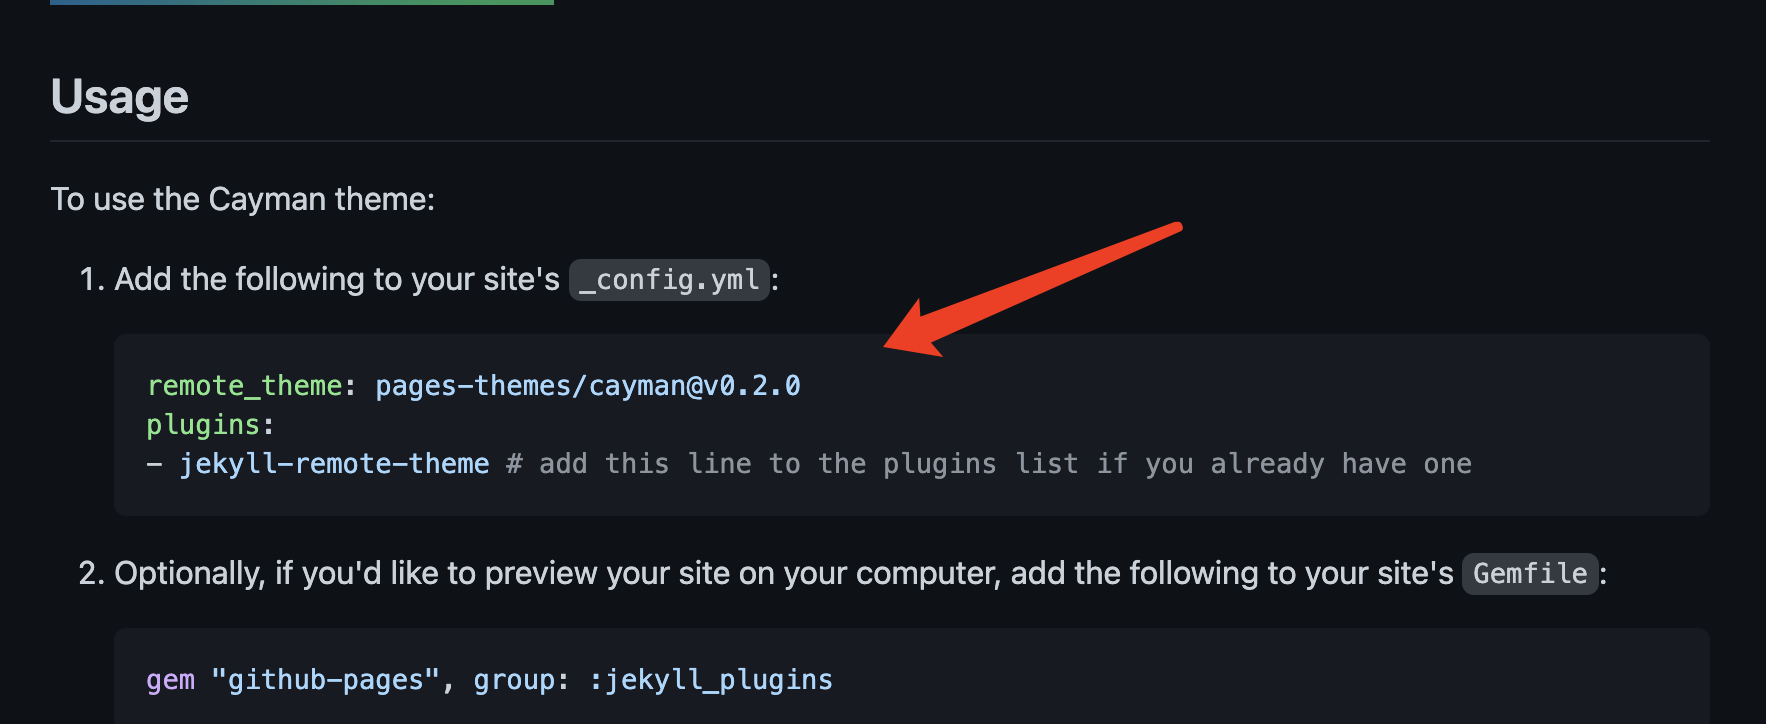 Usage
To use the Cayman theme:
1. Add the following to your site's _config.yml:
remote_theme: pages-themes/cayman@v0.2.0
plugins:
- jekyll-remote-theme # add this line to the plugins list if you already have one
2. Optionally, if you'd like to preview your site on your computer, add the following to your site's Gemfile:
gem "github-pages", group: :jekyll_plugins